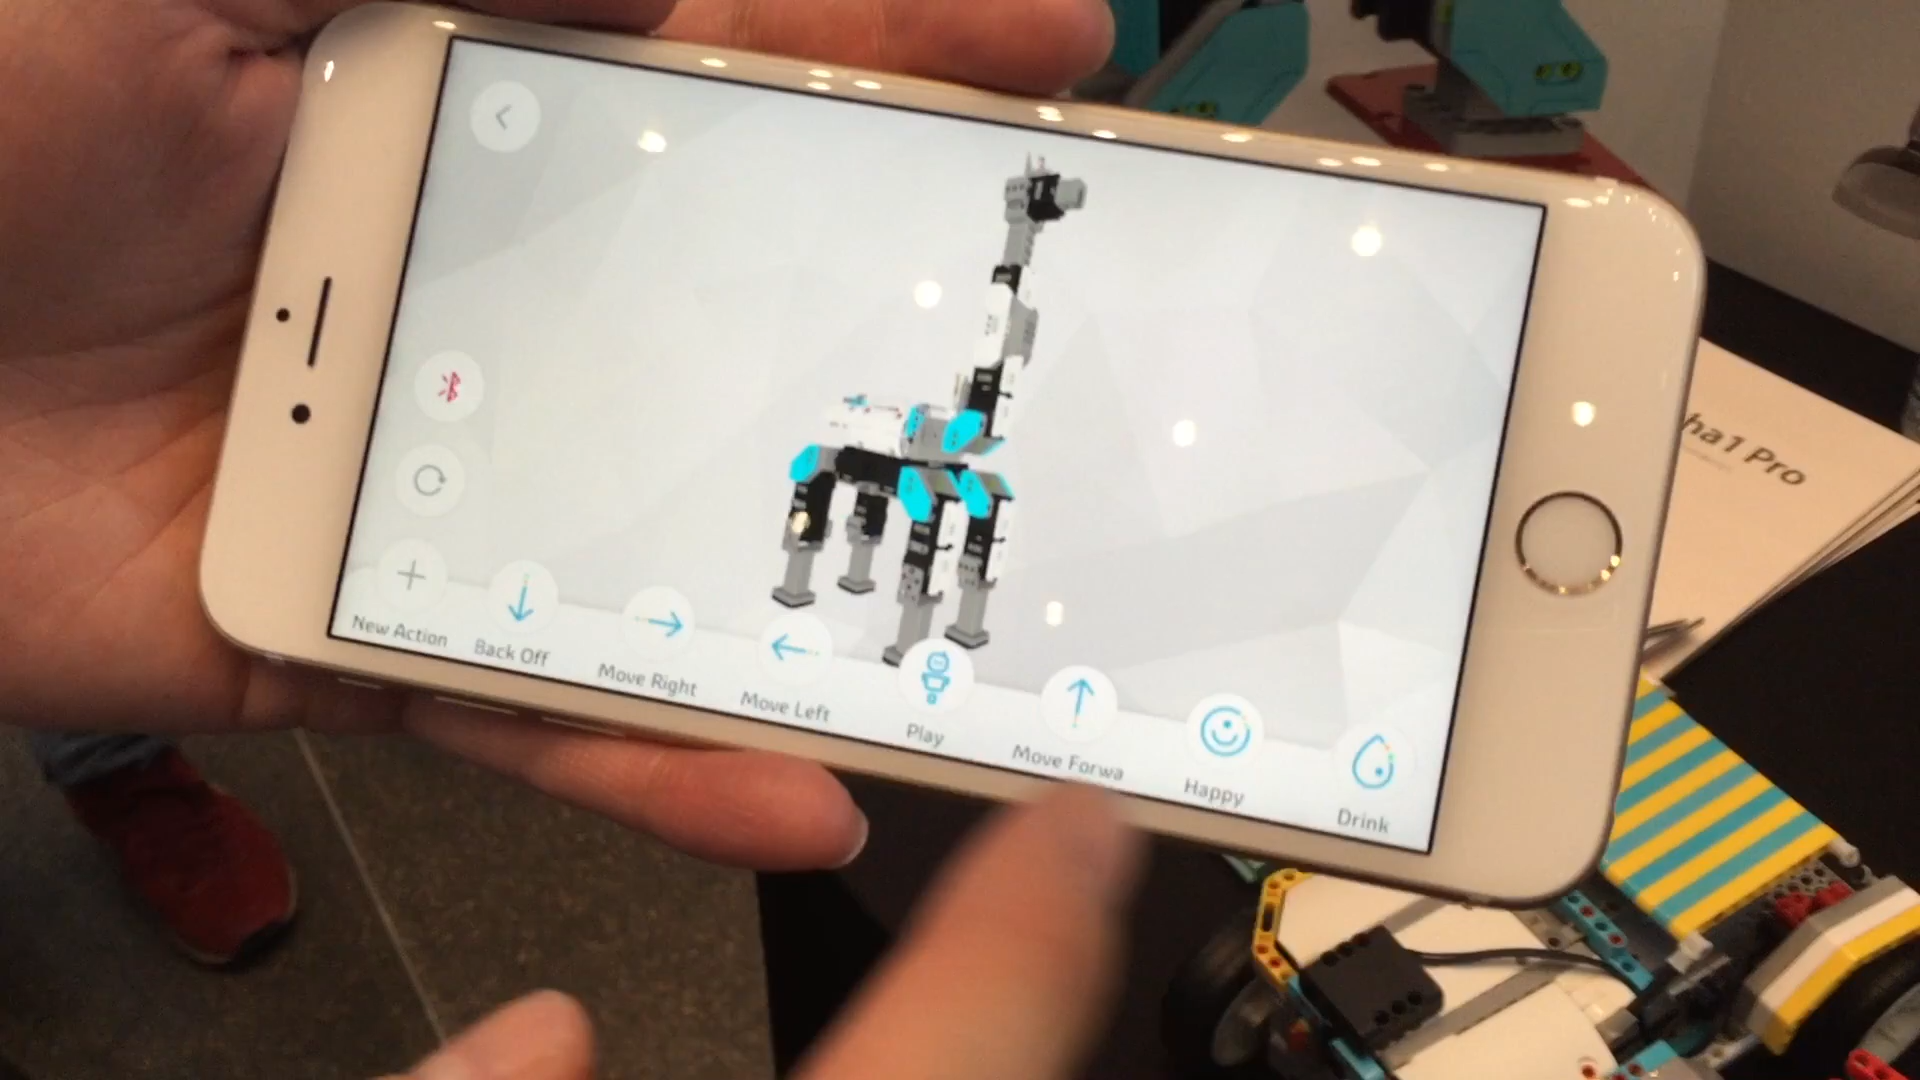 New Action
Back Off
Move Right
Move Left
Play
Move Forwa
Happy
Drink
ha1 Pro